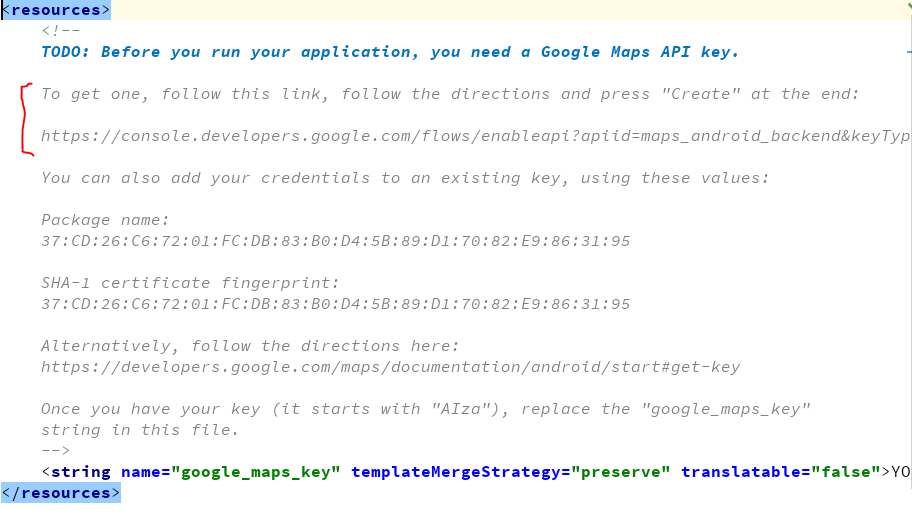 <resources>
<!--
TODO: Before you run your application, you need a Google Maps API key.
To get one, follow this link, follow the directions and press "Create" at the end:
https://console.developers.google.com/flows/enableapi?apiid=maps_android_backend&keyTyp
You can also add your credentials to an existing key, using these values:
Package name:
37:CD:26:C6:72:01:FC:DB:83:B0:D4:5B:89:D1:70:82:E9:86:31:95
SHA-1 certificate fingerprint:
37:CD:26:C6:72:01:FC:DB:83:B0:D4:5B:89:D1:70:82:E9:86:31:95
Alternatively, follow the directions here:
https://developers.google.com/maps/documentation/android/start#get-key
Once you have your key (it starts with "AIza"), replace the "google_maps_key"
string in this file.
-->
<string name="google_maps_key" templateMergeStrategy="preserve" translatable="false">YO
</resources>